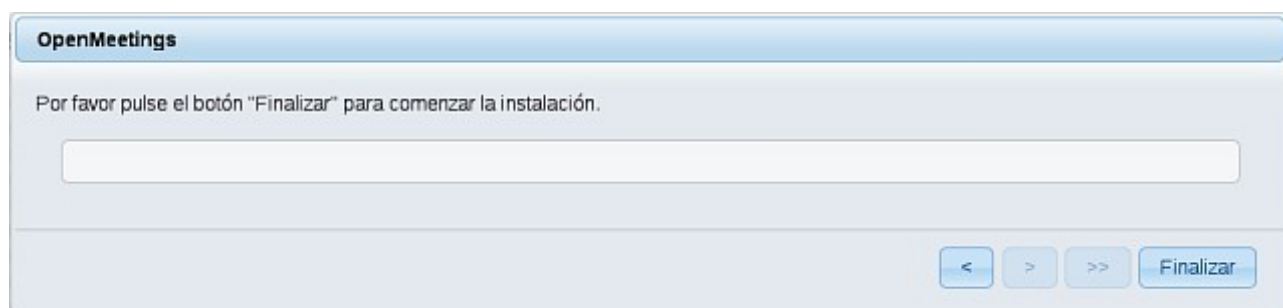 OpenMeetings
Por favor pulse el botón "Finalizar" para comenzar la instalación.
< > >> Finalizar